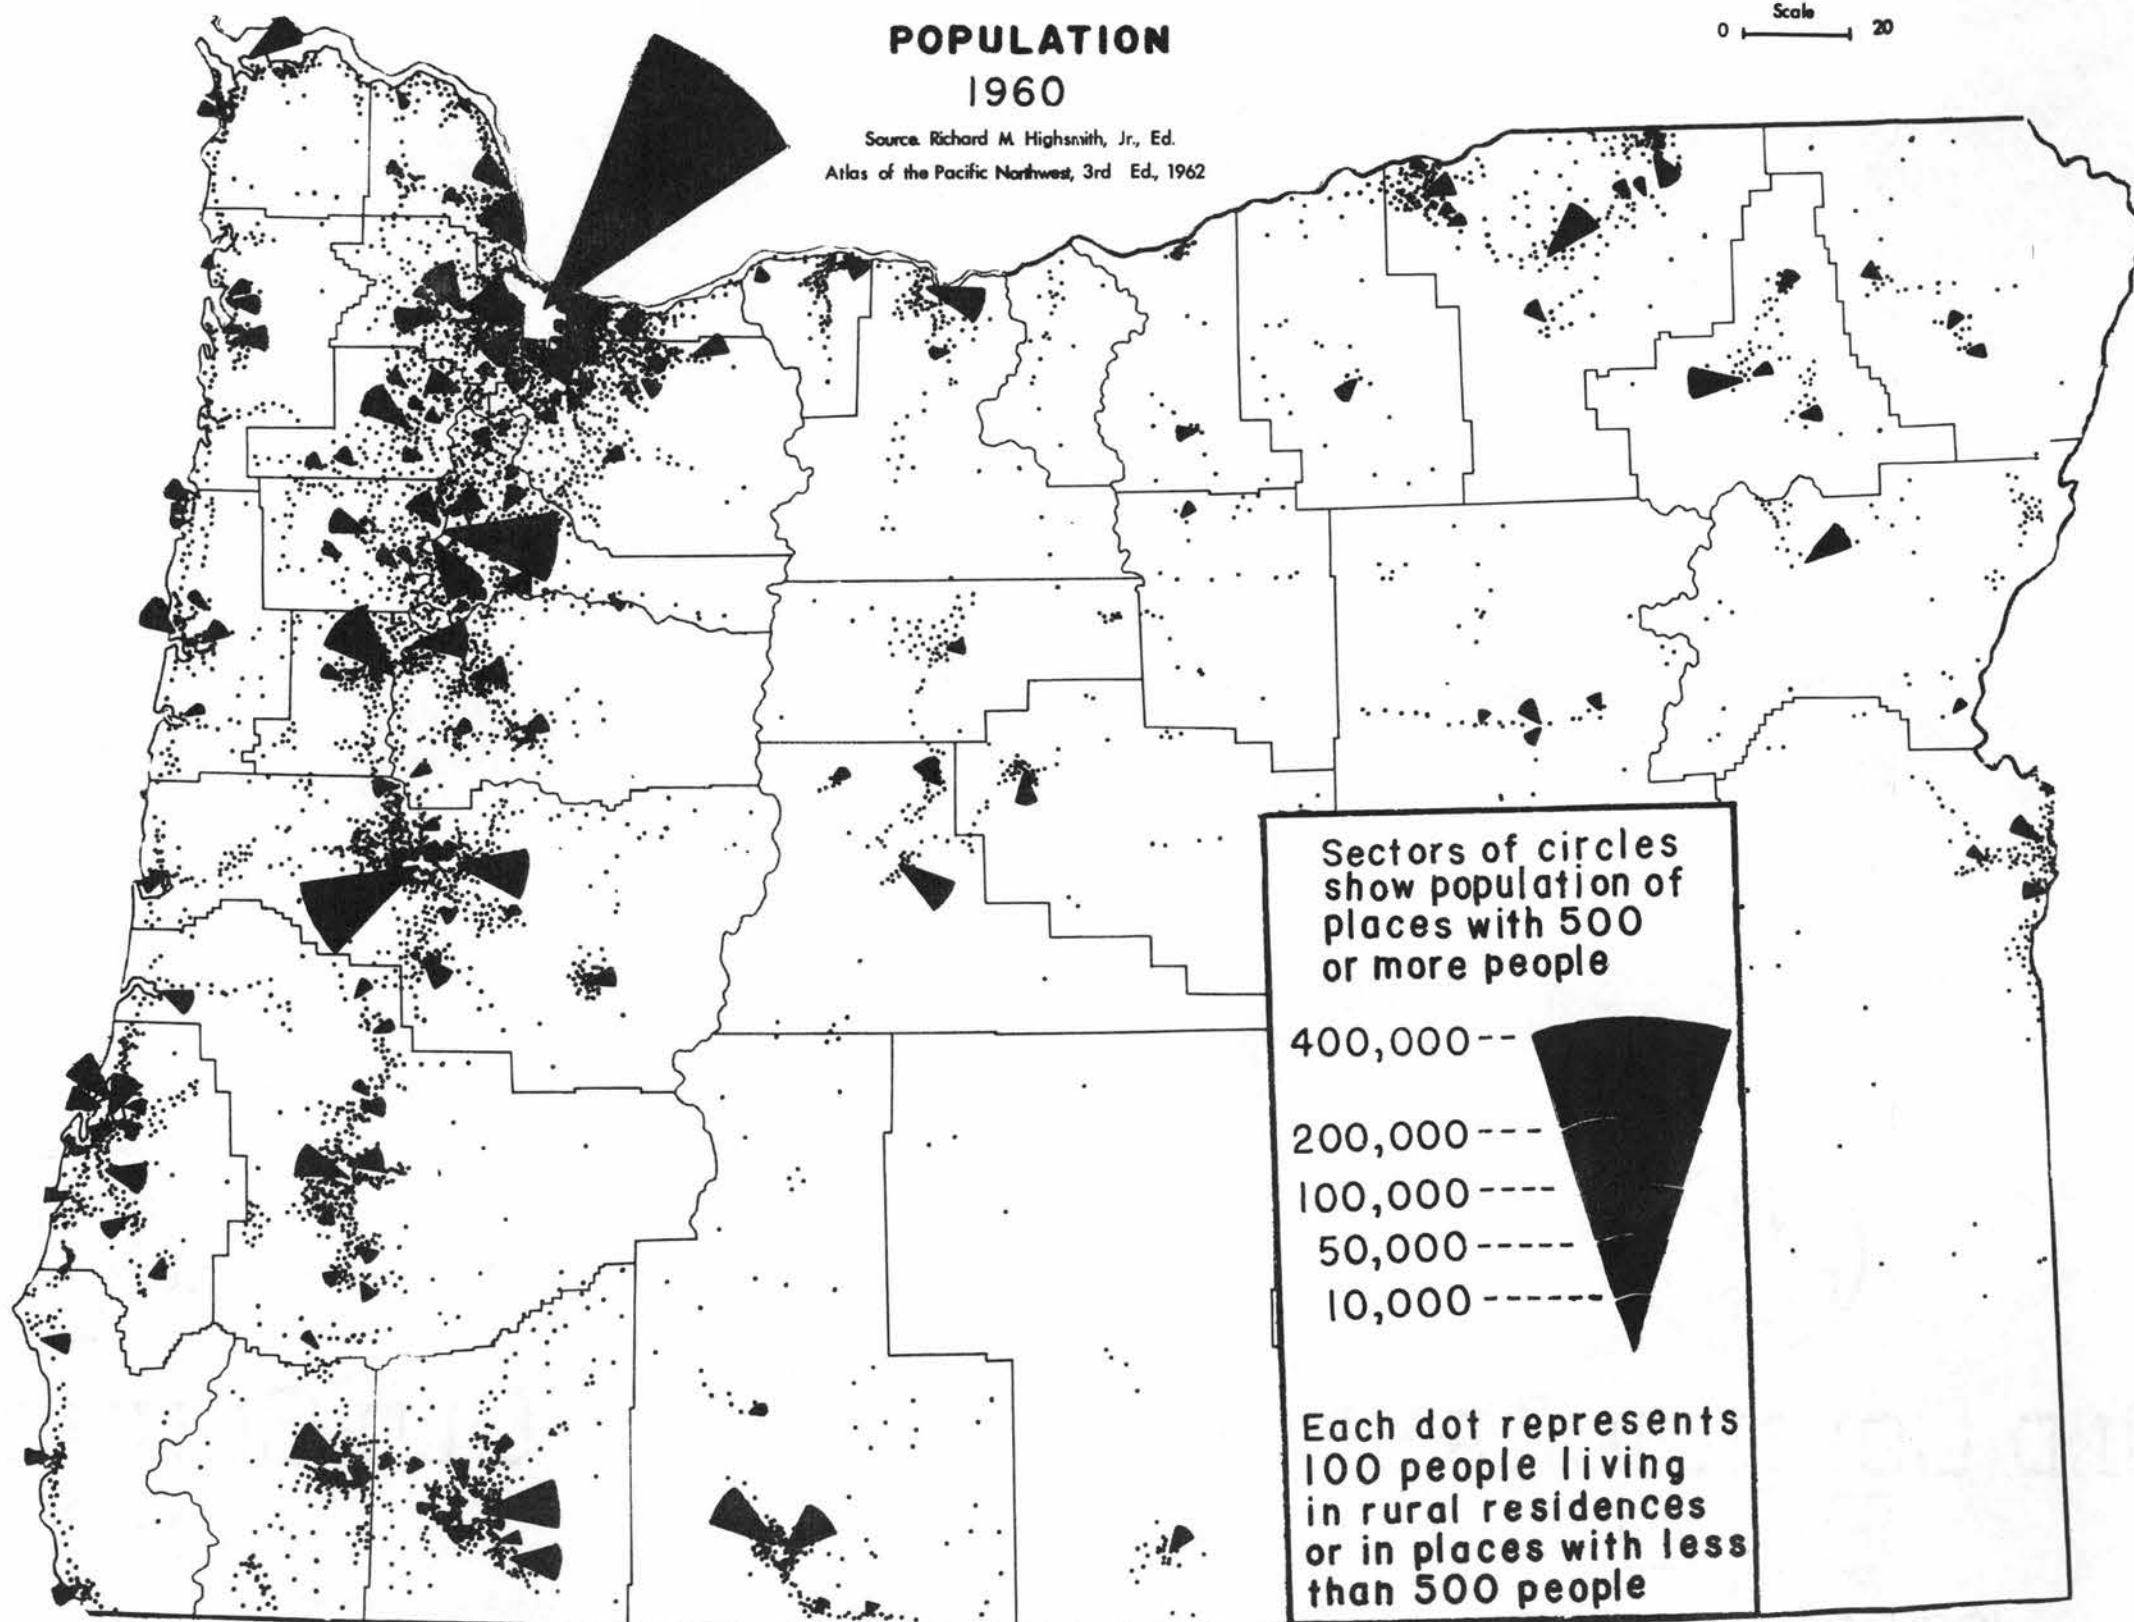 POPULATION
1960
Source. Richard M. Highsmith, Jr., Ed.
Atlas of the Pacific Northwest, 3rd Ed., 1962
Scale
0 20
Sectors of circles
show population of
places with 500
or more people
400,000--
200,000---
100,000----
50,000-----
10,000------
Each dot represents
100 people living
in rural residences
or in places with less
than 500 people